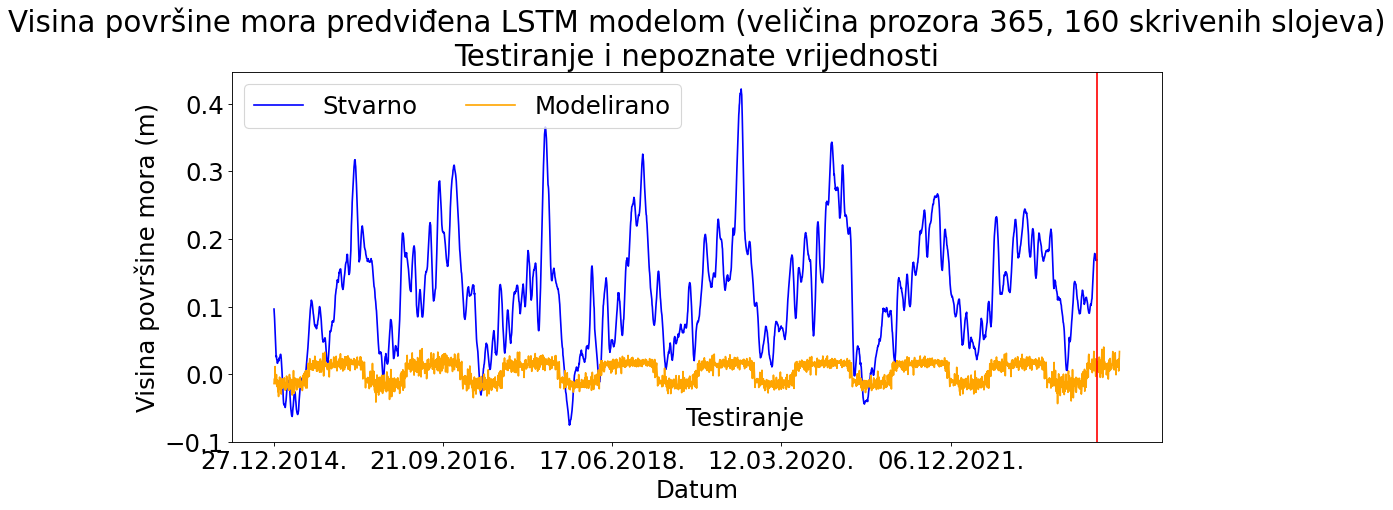 Visina površine mora predviđena LSTM modelom (veličina prozora 365, 160 skrivenih slojeva)
Testiranje i nepoznate vrijednosti
Stvarno
Modelirano
0.4
0.3
0.2
0.1
0.0
−0.1
Visina površine mora (m)
Testiranje
27.12.2014.
21.09.2016.
17.06.2018.
12.03.2020.
06.12.2021.
Datum